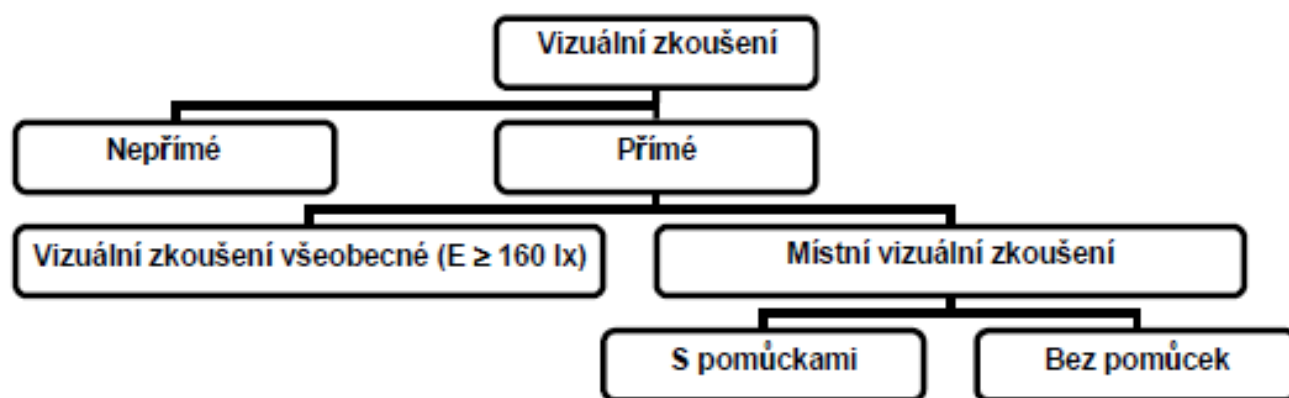 Vizuální zkoušení
Nepřímé
Přímé
Vizuální zkoušení všeobecné (E ≥ 160 lx)
Místní vizuální zkoušení
S pomůckami
Bez pomůcek